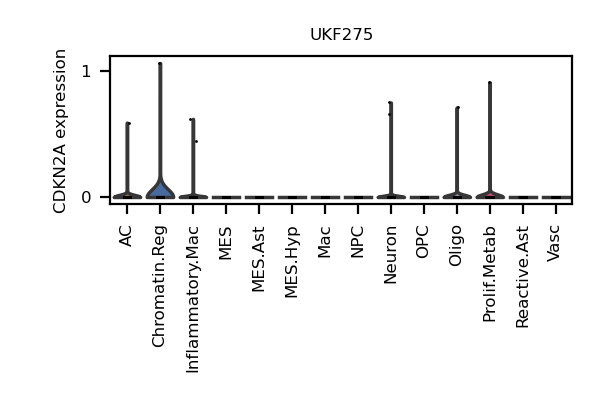 UKF275
CDKN2A expression
1
0
AC
Chromatin.Reg
Inflammatory.Mac
MES
MES.Ast
MES.Hyp
Mac
NPC
Neuron
OPC
Oligo
Prolif.Metab
Reactive.Ast
Vasc